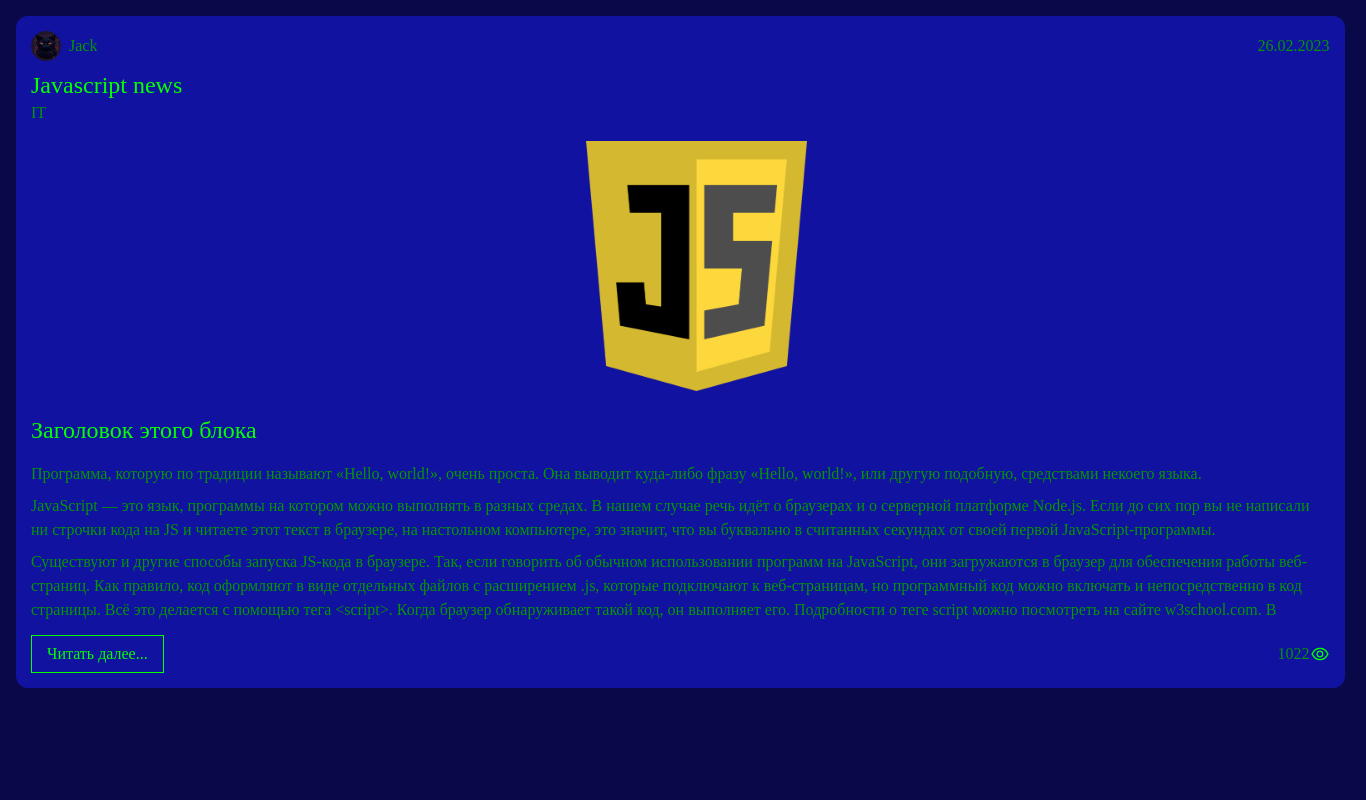 Jack
26.02.2023
Javascript news
IT
JS
Заголовок этого блока
Программа, которую по традиции называют «Hello, world!», очень проста. Она выводит куда-либо фразу «Hello, world!», или другую подобную, средствами некоего языка.
JavaScript — это язык, программы на котором можно выполнять в разных средах. В нашем случае речь идёт о браузерах и о серверной платформе Node.js. Если до сих пор вы не написали
ни строчки кода на JS и читаете этот текст в браузере, на настольном компьютере, это значит, что вы буквально в считанных секундах от своей первой JavaScript-программы.
Существуют и другие способы запуска JS-кода в браузере. Так, если говорить об обычном использовании программ на JavaScript, они загружаются в браузер для обеспечения работы веб-
страниц. Как правило, код оформляют в виде отдельных файлов с расширением .js, которые подключают к веб-страницам, но программный код можно включать и непосредственно в код
страницы. Всё это делается с помощью тега <script>. Когда браузер обнаруживает такой код, он выполняет его. Подробности о теге script можно посмотреть на сайте w3school.com. В
Читать далее...
1022